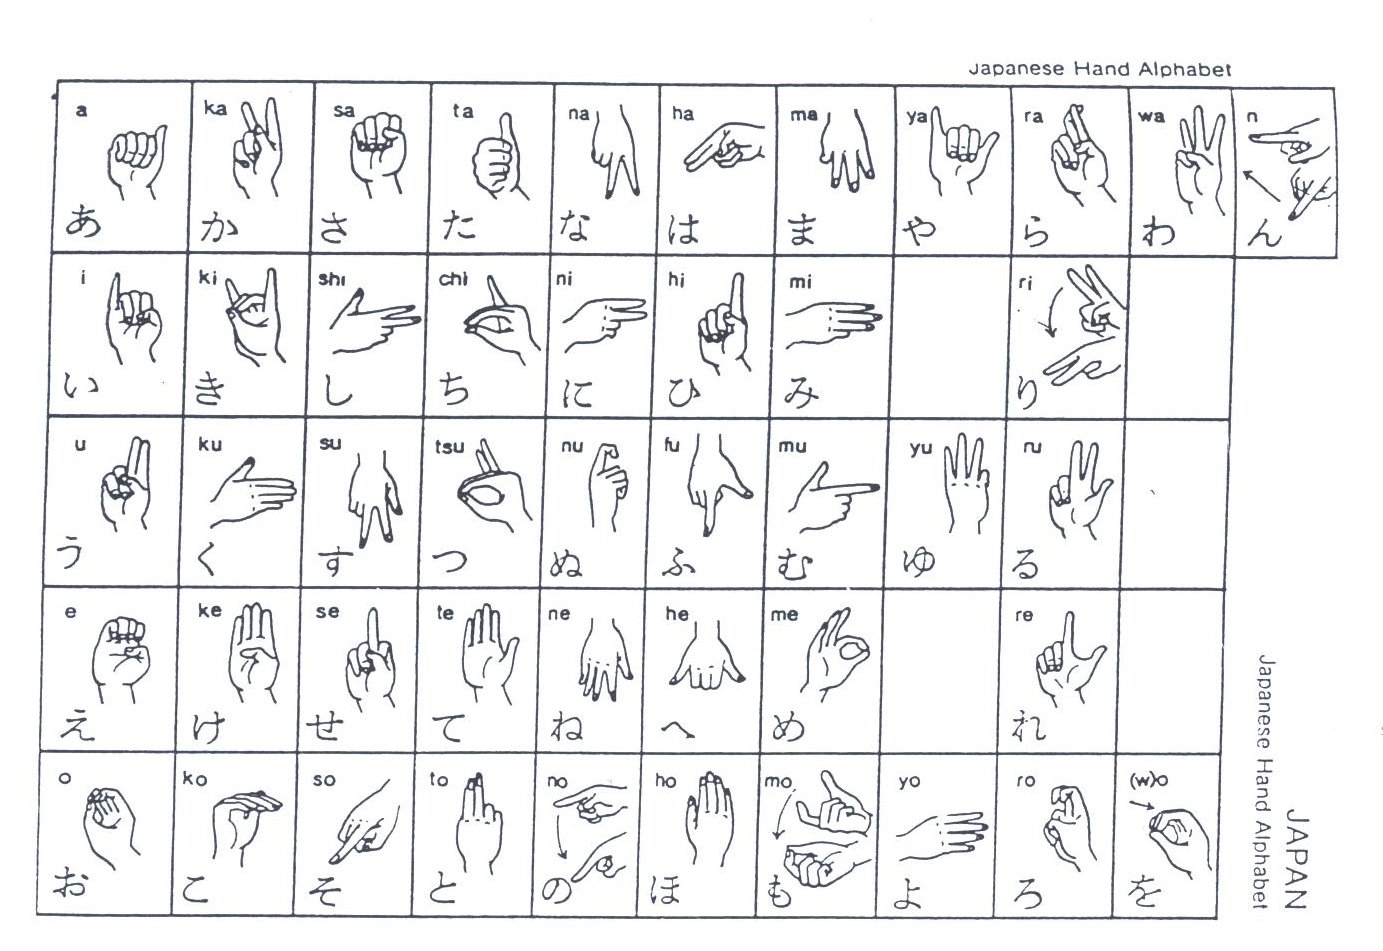 Japanese Hand Alphabet
a ka sa ta na ha ma ya ra wa n
あ か さ た な は ま や ら わ ん
i ki shi chi ni hi mi ri
い き し ち に ひ み り
u ku su tsu nu fu mu yu ru
う く す つ ぬ ふ む ゆ る
e ke se te ne he me re
え け せ て ね へ め れ
o ko so to no ho mo yo ro (w)o
お こ そ と の ほ も よ ろ を
JAPAN
Japanese Hand Alphabet